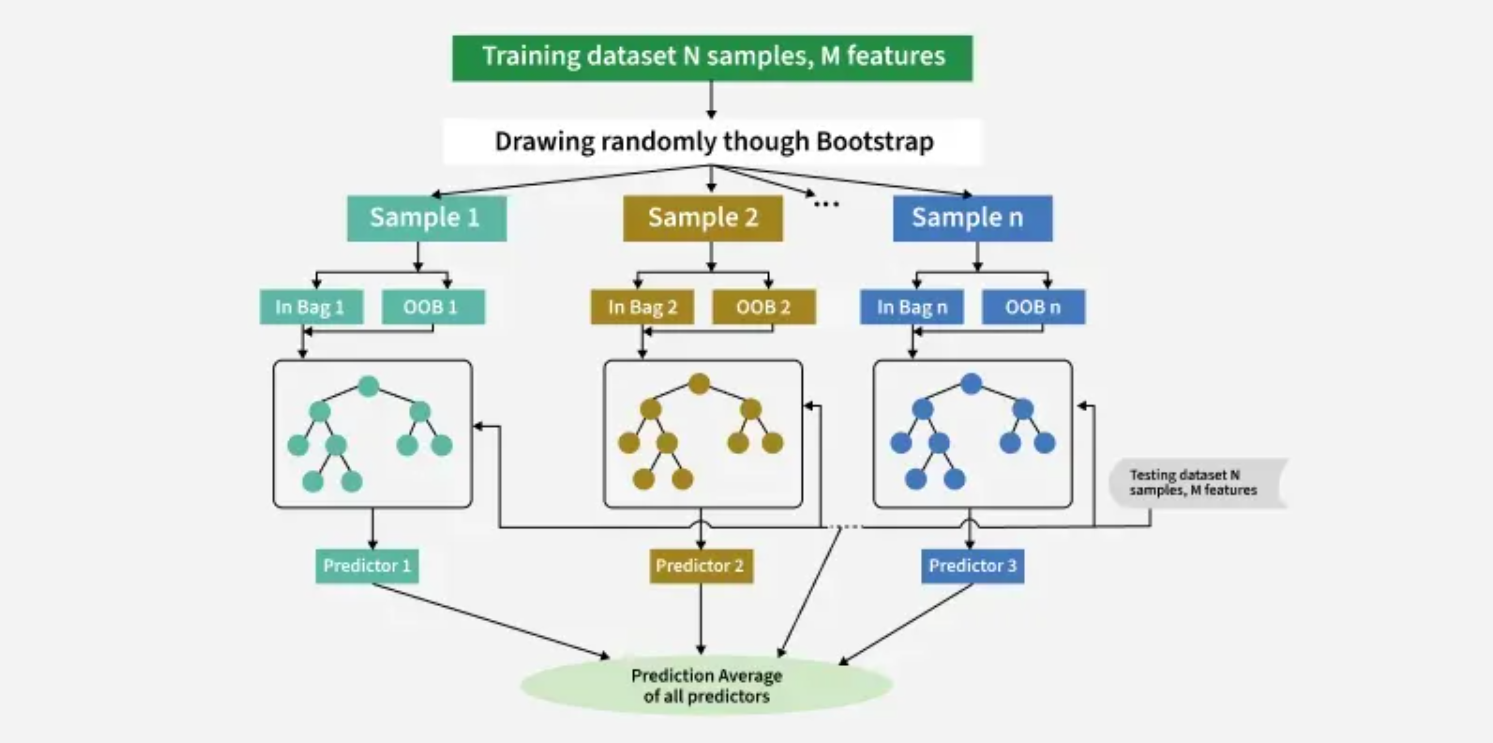 Training dataset N samples, M features
Drawing randomly though Bootstrap
Sample 1
Sample 2
...
Sample n
In Bag 1
OOB 1
In Bag 2
OOB 2
In Bag n
OOB n
Testing dataset N
samples, M features
Predictor 1
Predictor 2
Predictor 3
Prediction Average
of all predictors